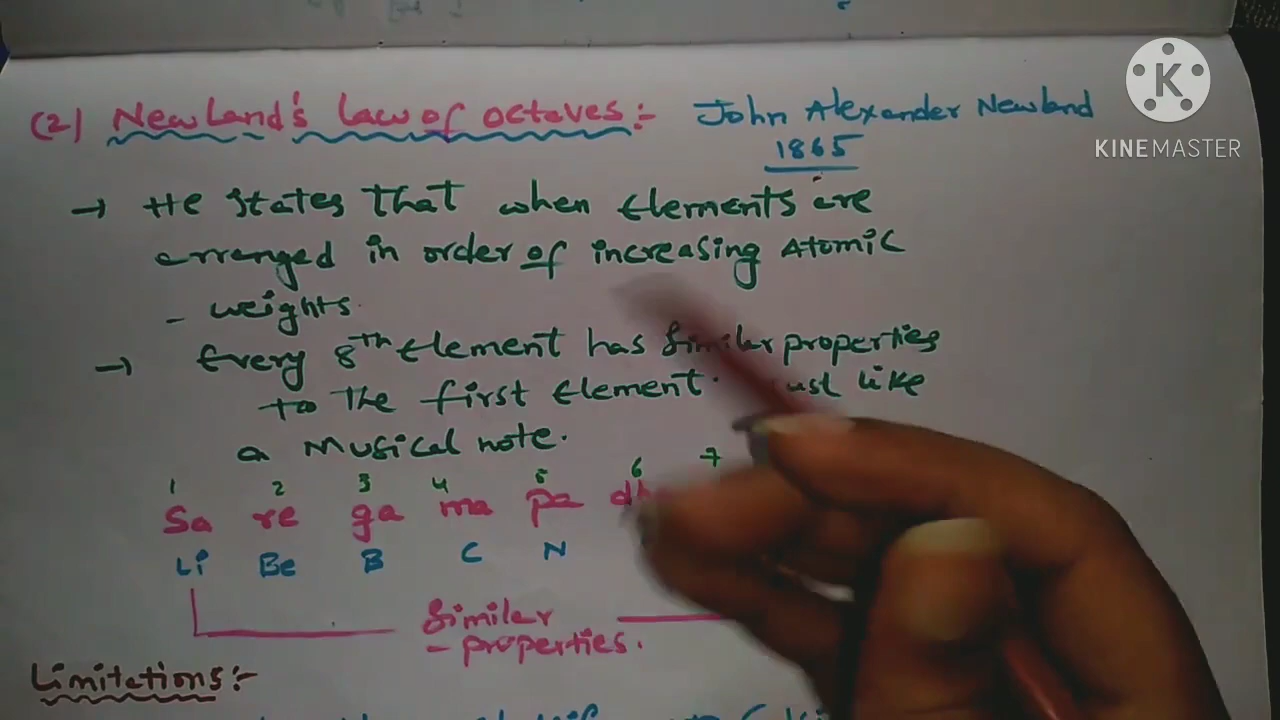 (2) Newland's law of octaves:- John Alexander Newland
1865
→ He states that when Elements are
arranged in order of increasing Atomic
- weights.
→ Every 8th Element has similar properties
to the first Element. just like
a Musical note.
1 2 3 4 5 6 7
Sa re ga ma pa
Li Be B C N
Similar
- properties.
Limitations:-
K
KINEMASTER